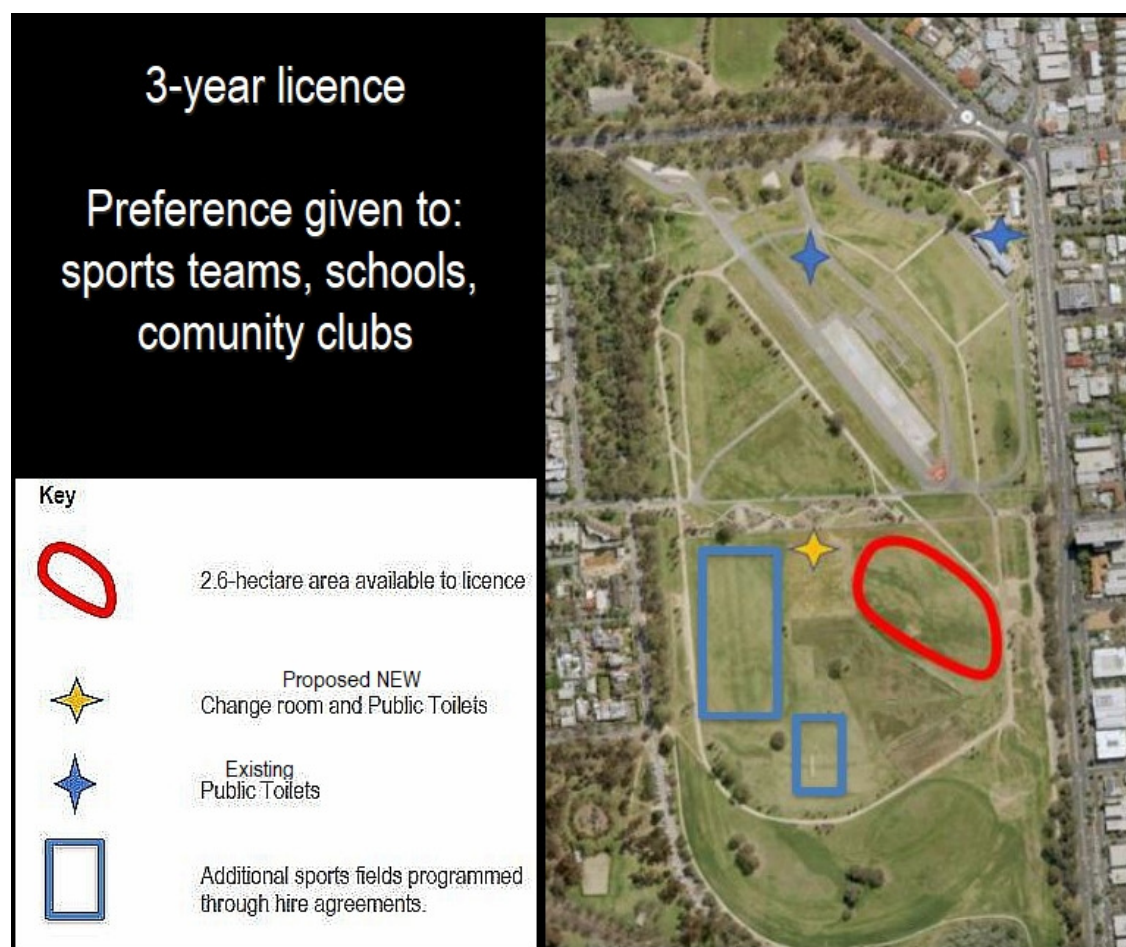 3-year licence
Preference given to:
sports teams, schools,
comunity clubs
Key
2.6-hectare area available to licence
Proposed NEW
Change room and Public Toilets
Existing
Public Toilets
Additional sports fields programmed
through hire agreements.